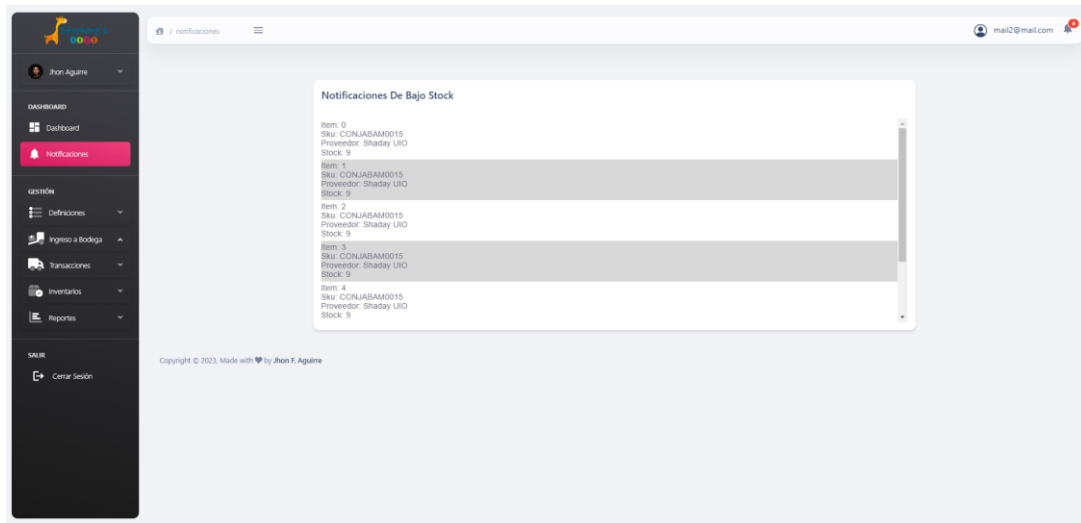 / notificaciones
mail2@mail.com
Jhon Aguirre
DASHBOARD
Dashboard
Notificaciones
GESTIÓN
Definiciones
Ingreso a Bodega
Transacciones
Inventarios
Reportes
SALIR
Cerrar Sesión
Notificaciones De Bajo Stock
Item: 0
Sku: CONJABAM0015
Proveedor: Shaday UIO
Stock: 9
Item: 1
Sku: CONJABAM0015
Proveedor: Shaday UIO
Stock: 9
Item: 2
Sku: CONJABAM0015
Proveedor: Shaday UIO
Stock: 9
Item: 3
Sku: CONJABAM0015
Proveedor: Shaday UIO
Stock: 9
Item: 4
Sku: CONJABAM0015
Proveedor: Shaday UIO
Stock: 9
Copyright © 2023, Made with ♥ by Jhon F. Aguirre